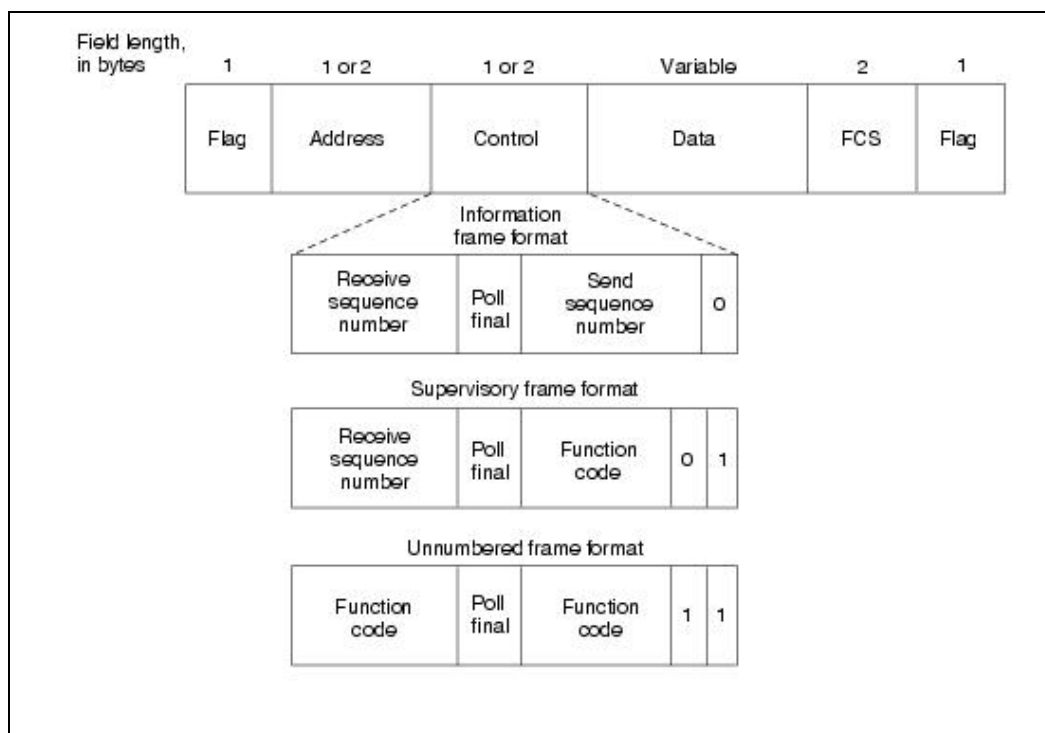 Field length,
in bytes 1 1 or 2 1 or 2 Variable 2 1
Flag Address Control Data FCS Flag
Information
frame format
Receive
sequence
number
Poll
final
Send
sequence
number
0
Supervisory frame format
Receive
sequence
number
Poll
final
Function
code
0 1
Unnumbered frame format
Function
code
Poll
final
Function
code
1 1